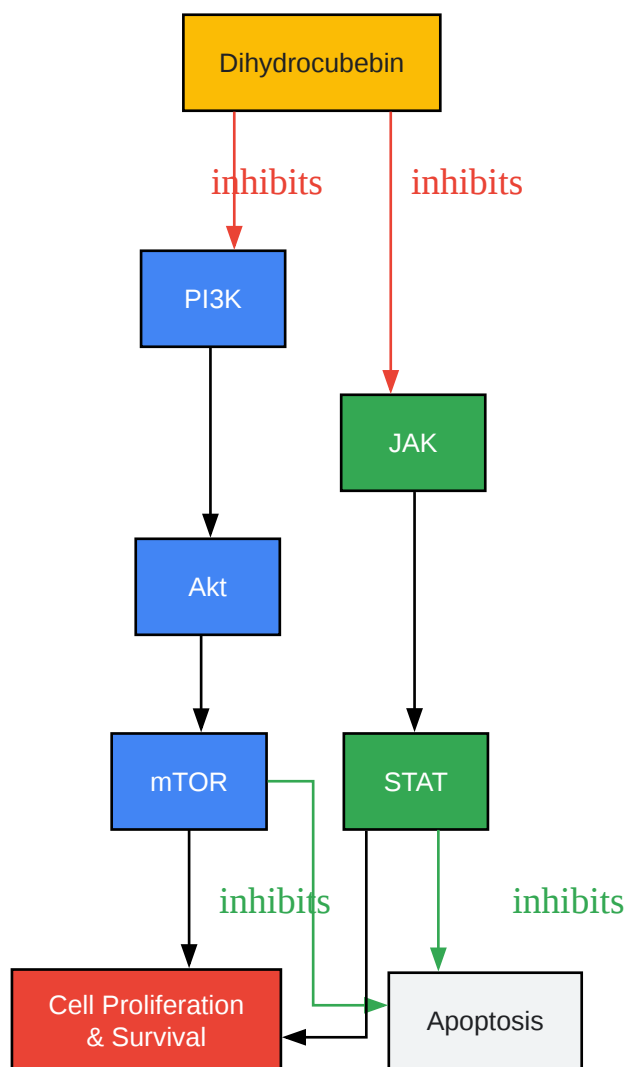 Dihydrocubebin
inhibits
inhibits
PI3K
JAK
Akt
mTOR
STAT
inhibits
inhibits
Cell Proliferation
& Survival
Apoptosis